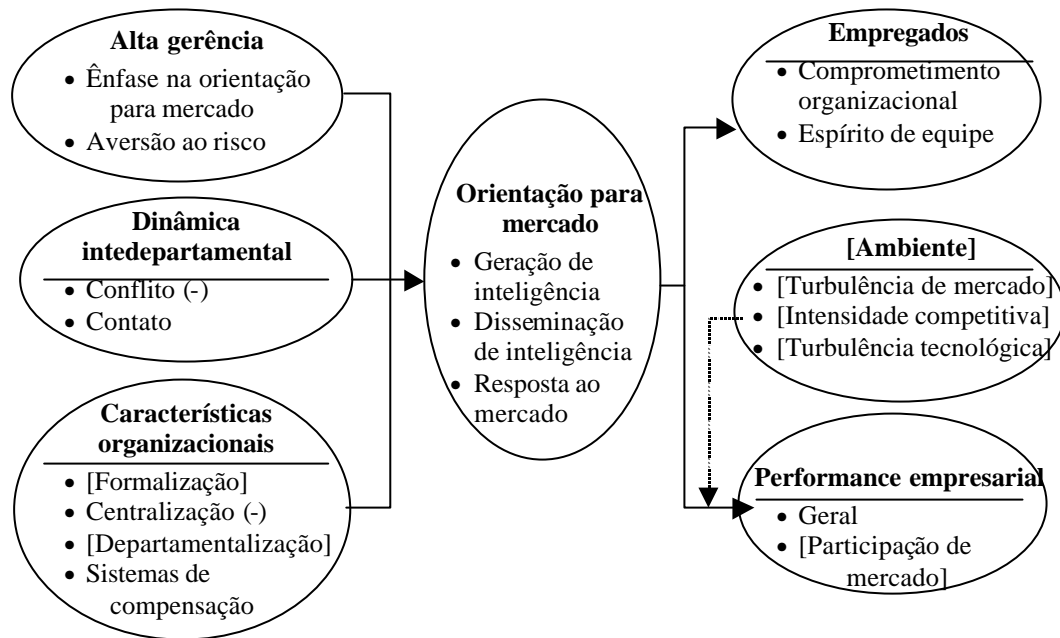 Alta gerência
• Ênfase na orientação
para mercado
• Aversão ao risco
Dinâmica
intedepartamental
• Conflito (-)
• Contato
Características
organizacionais
• [Formalização]
• Centralização (-)
• [Departamentalização]
• Sistemas de
compensação
Orientação para
mercado
• Geração de
inteligência
• Disseminação
de inteligência
• Resposta ao
mercado
Empregados
• Comprometimento
organizacional
• Espírito de equipe
[Ambiente]
• [Turbulência de mercado]
• [Intensidade competitiva]
• [Turbulência tecnológica]
Performance empresarial
• Geral
• [Participação de
mercado]